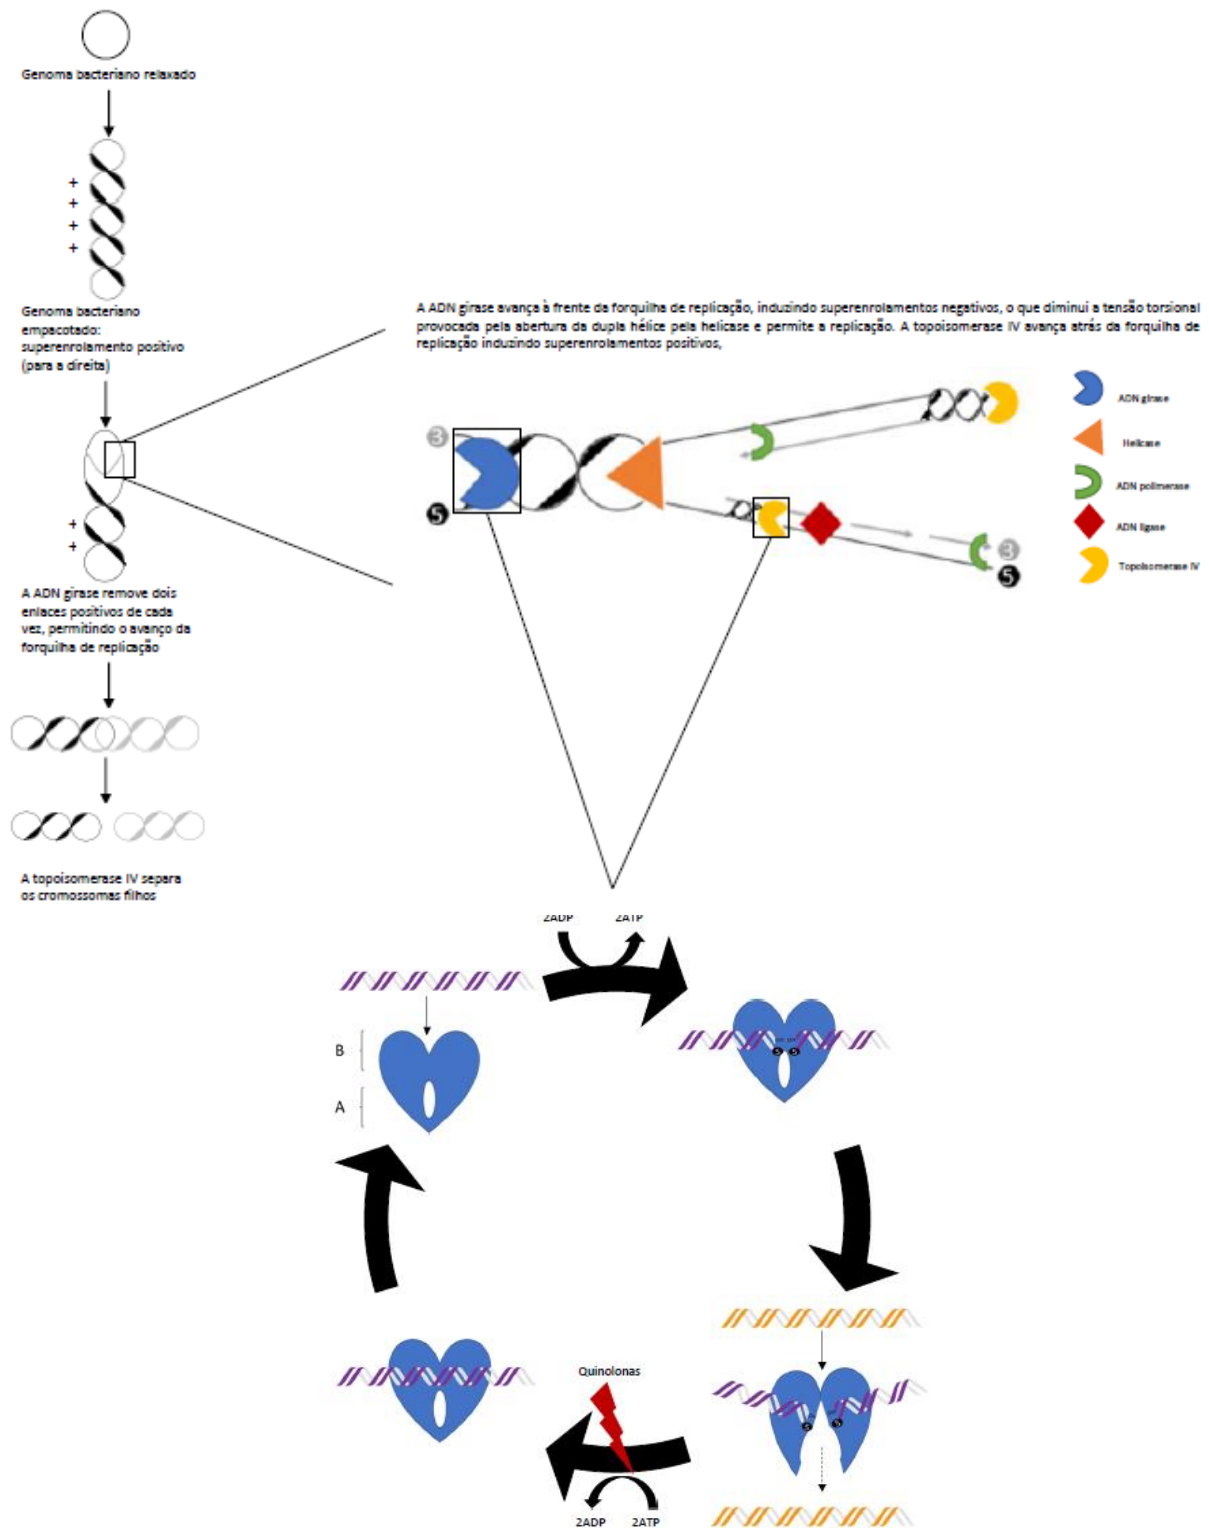 Genoma bacteriano relaxado
+
+
+
+
Genoma bacteriano
empacotado:
superenrolamento positivo
(para a direita)
+
+
A ADN girase remove dois
enlaces positivos de cada
vez, permitindo o avanço da
forquilha de replicação
A topoisomerase IV separa
os cromossomas filhos
A ADN girase avança à frente da forquilha de replicação, induzindo superenrolamentos negativos, o que diminui a tensão torsional
provocada pela abertura da dupla hélice pela helicase e permite a replicação. A topoisomerase IV avança atrás da forquilha de
replicação induzindo superenrolamentos positivos,
3
5
3
5
ADN girase
Helicase
ADN polimerase
ADN ligase
Topoisomerase IV
2ADP 2ATP
B
A
5 5
5 5
Quinolonas
2ADP 2ATP